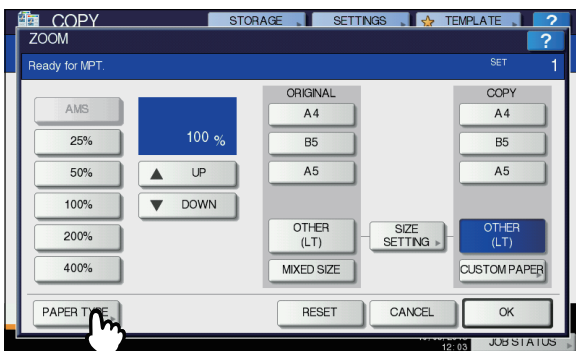 COPY STORAGE SETTINGS TEMPLATE ?
ZOOM ?
Ready for MPT. SET 1
ORIGINAL COPY
AMS 100 % A4 A4
25% B5 B5
50% UP A5 A5
100% DOWN
200% OTHER (LT) SIZE SETTING OTHER (LT)
400% MIXED SIZE CUSTOM PAPER
PAPER TYPE RESET CANCEL OK
12:03 JOB STATUS